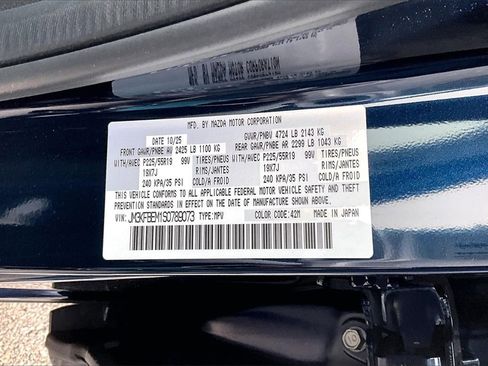 MFD. BY MAZDA MOTOR CORPORATION
DATE 10/25 GVWR/PNBV 4724 LB 2143 KG
FRONT GAWR/PNBE AV 2425 LB 1100 KG REAR GAWR/PNBE AR 2299 LB 1043 KG
WITH/AVEC P225/55R19 99V TIRES/PNEUS WITH/AVEC P225/55R19 99V TIRES/PNEUS
19X7J RIMS/JANTES 19X7J RIMS/JANTES
240 KPA/35 PSI COLD/A FROID 240 KPA/35 PSI COLD/A FROID
THIS VEHICLE CONFORMS TO ALL APPLICABLE FEDERAL MOTOR VEHICLE
SAFETY STANDARDS IN EFFECT ON THE DATE OF MANUFACTURE SHOWN ABOVE.
VIN: JM3KFBEM1S0789073 TYPE: MPV COLOR CODE: 42M MADE IN JAPAN